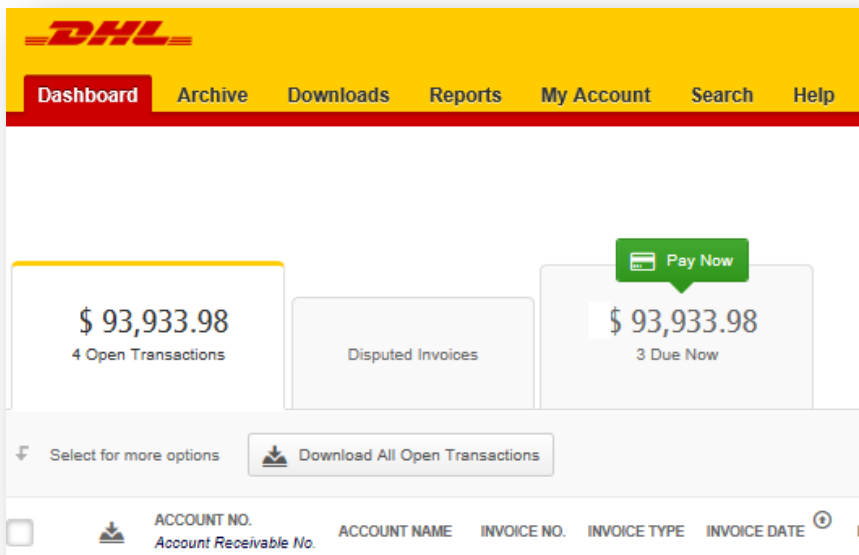 DHL
Dashboard Archive Downloads Reports My Account Search Help
Pay Now
$ 93,933.98
4 Open Transactions
Disputed Invoices
$ 93,933.98
3 Due Now
Select for more options
Download All Open Transactions
ACCOUNT NO.
Account Receivable No.
ACCOUNT NAME INVOICE NO. INVOICE TYPE INVOICE DATE